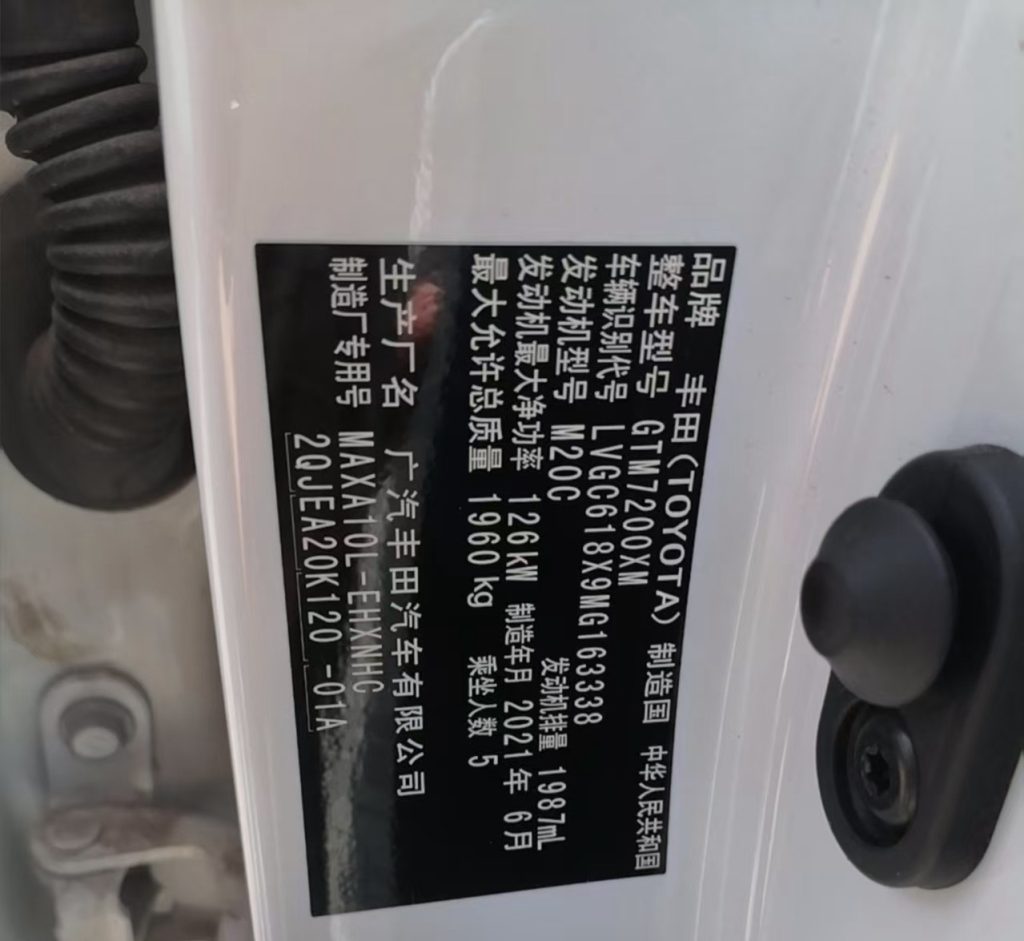 品牌 丰田(TOYOTA) 制造国 中华人民共和国
整车型号 GTM7200XM
车辆识别代号 LVGC618X9MG163338
发动机型号 M20C 发动机排量 1987mL
发动机最大净功率 126kW 制造年月 2021年 6月
最大允许总质量 1960kg 乘坐人数 5
生产厂名 广汽丰田汽车有限公司
制造厂专用号 MAXA10L-EHXNHC
2QJEA20K120 -01A